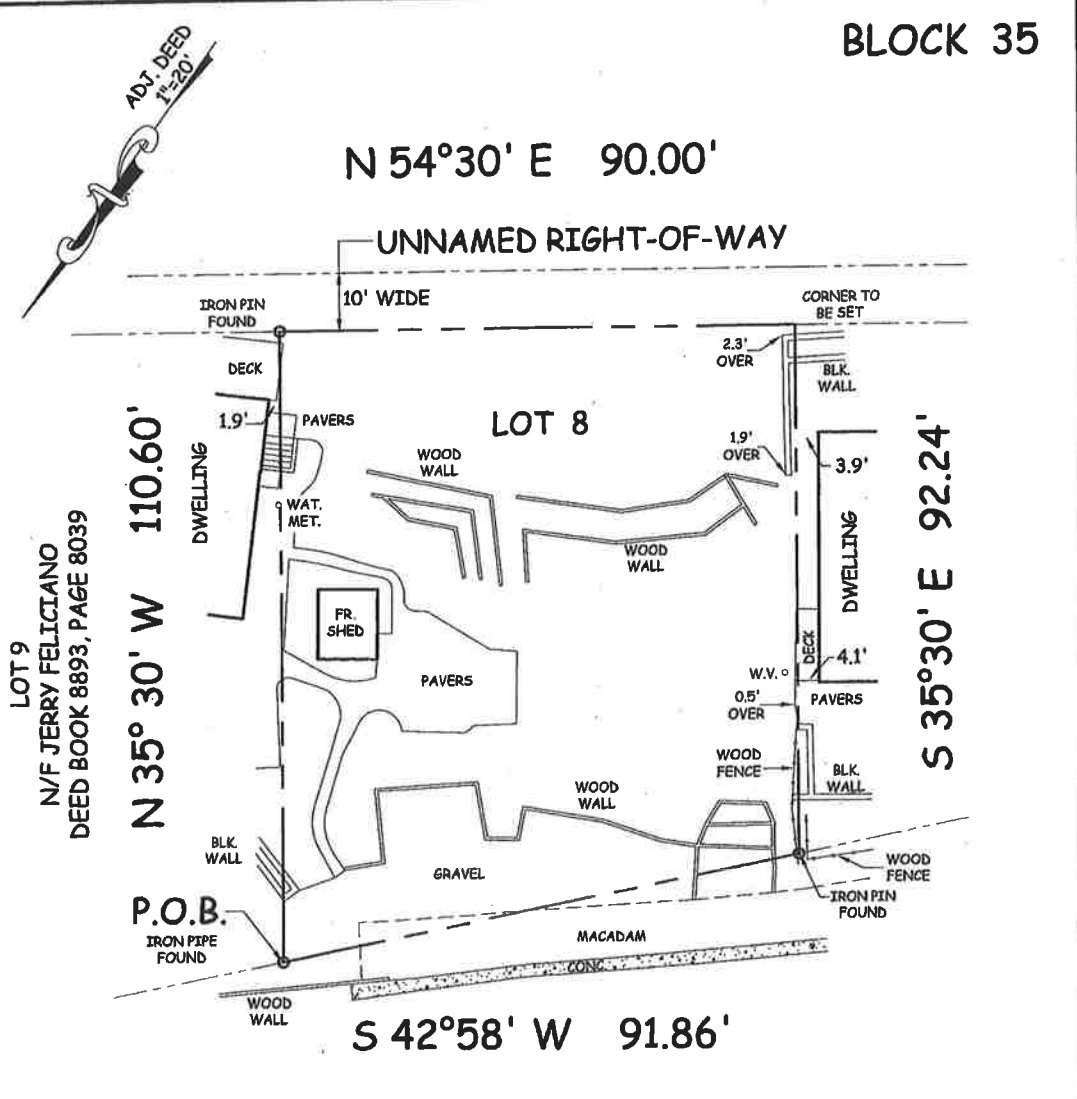 BLOCK 35
ADJ. DEED
1"=20'
N 54°30' E 90.00'
UNNAMED RIGHT-OF-WAY
10' WIDE
IRON PIN
FOUND
CORNER TO
BE SET
DECK
2.3'
OVER
BLK.
WALL
1.9'
PAVERS
LOT 8
WOOD
WALL
1.9'
OVER
3.9'
DWELLING
WAT.
MET.
WOOD
WALL
DWELLING
N 35° 30' W 110.60'
S 35°30' E 92.24'
LOT 9
N/F JERRY FELICIANO
DEED BOOK 8893, PAGE 8039
FR.
SHED
PAVERS
DECK
4.1'
W.V.
PAVERS
0.5'
OVER
WOOD
FENCE
BLK.
WALL
WOOD
WALL
BLK.
WALL
GRAVEL
WOOD
FENCE
IRON PIN
FOUND
P.O.B.
IRON PIPE
FOUND
MACADAM
CONC.
WOOD
WALL
S 42°58' W 91.86'